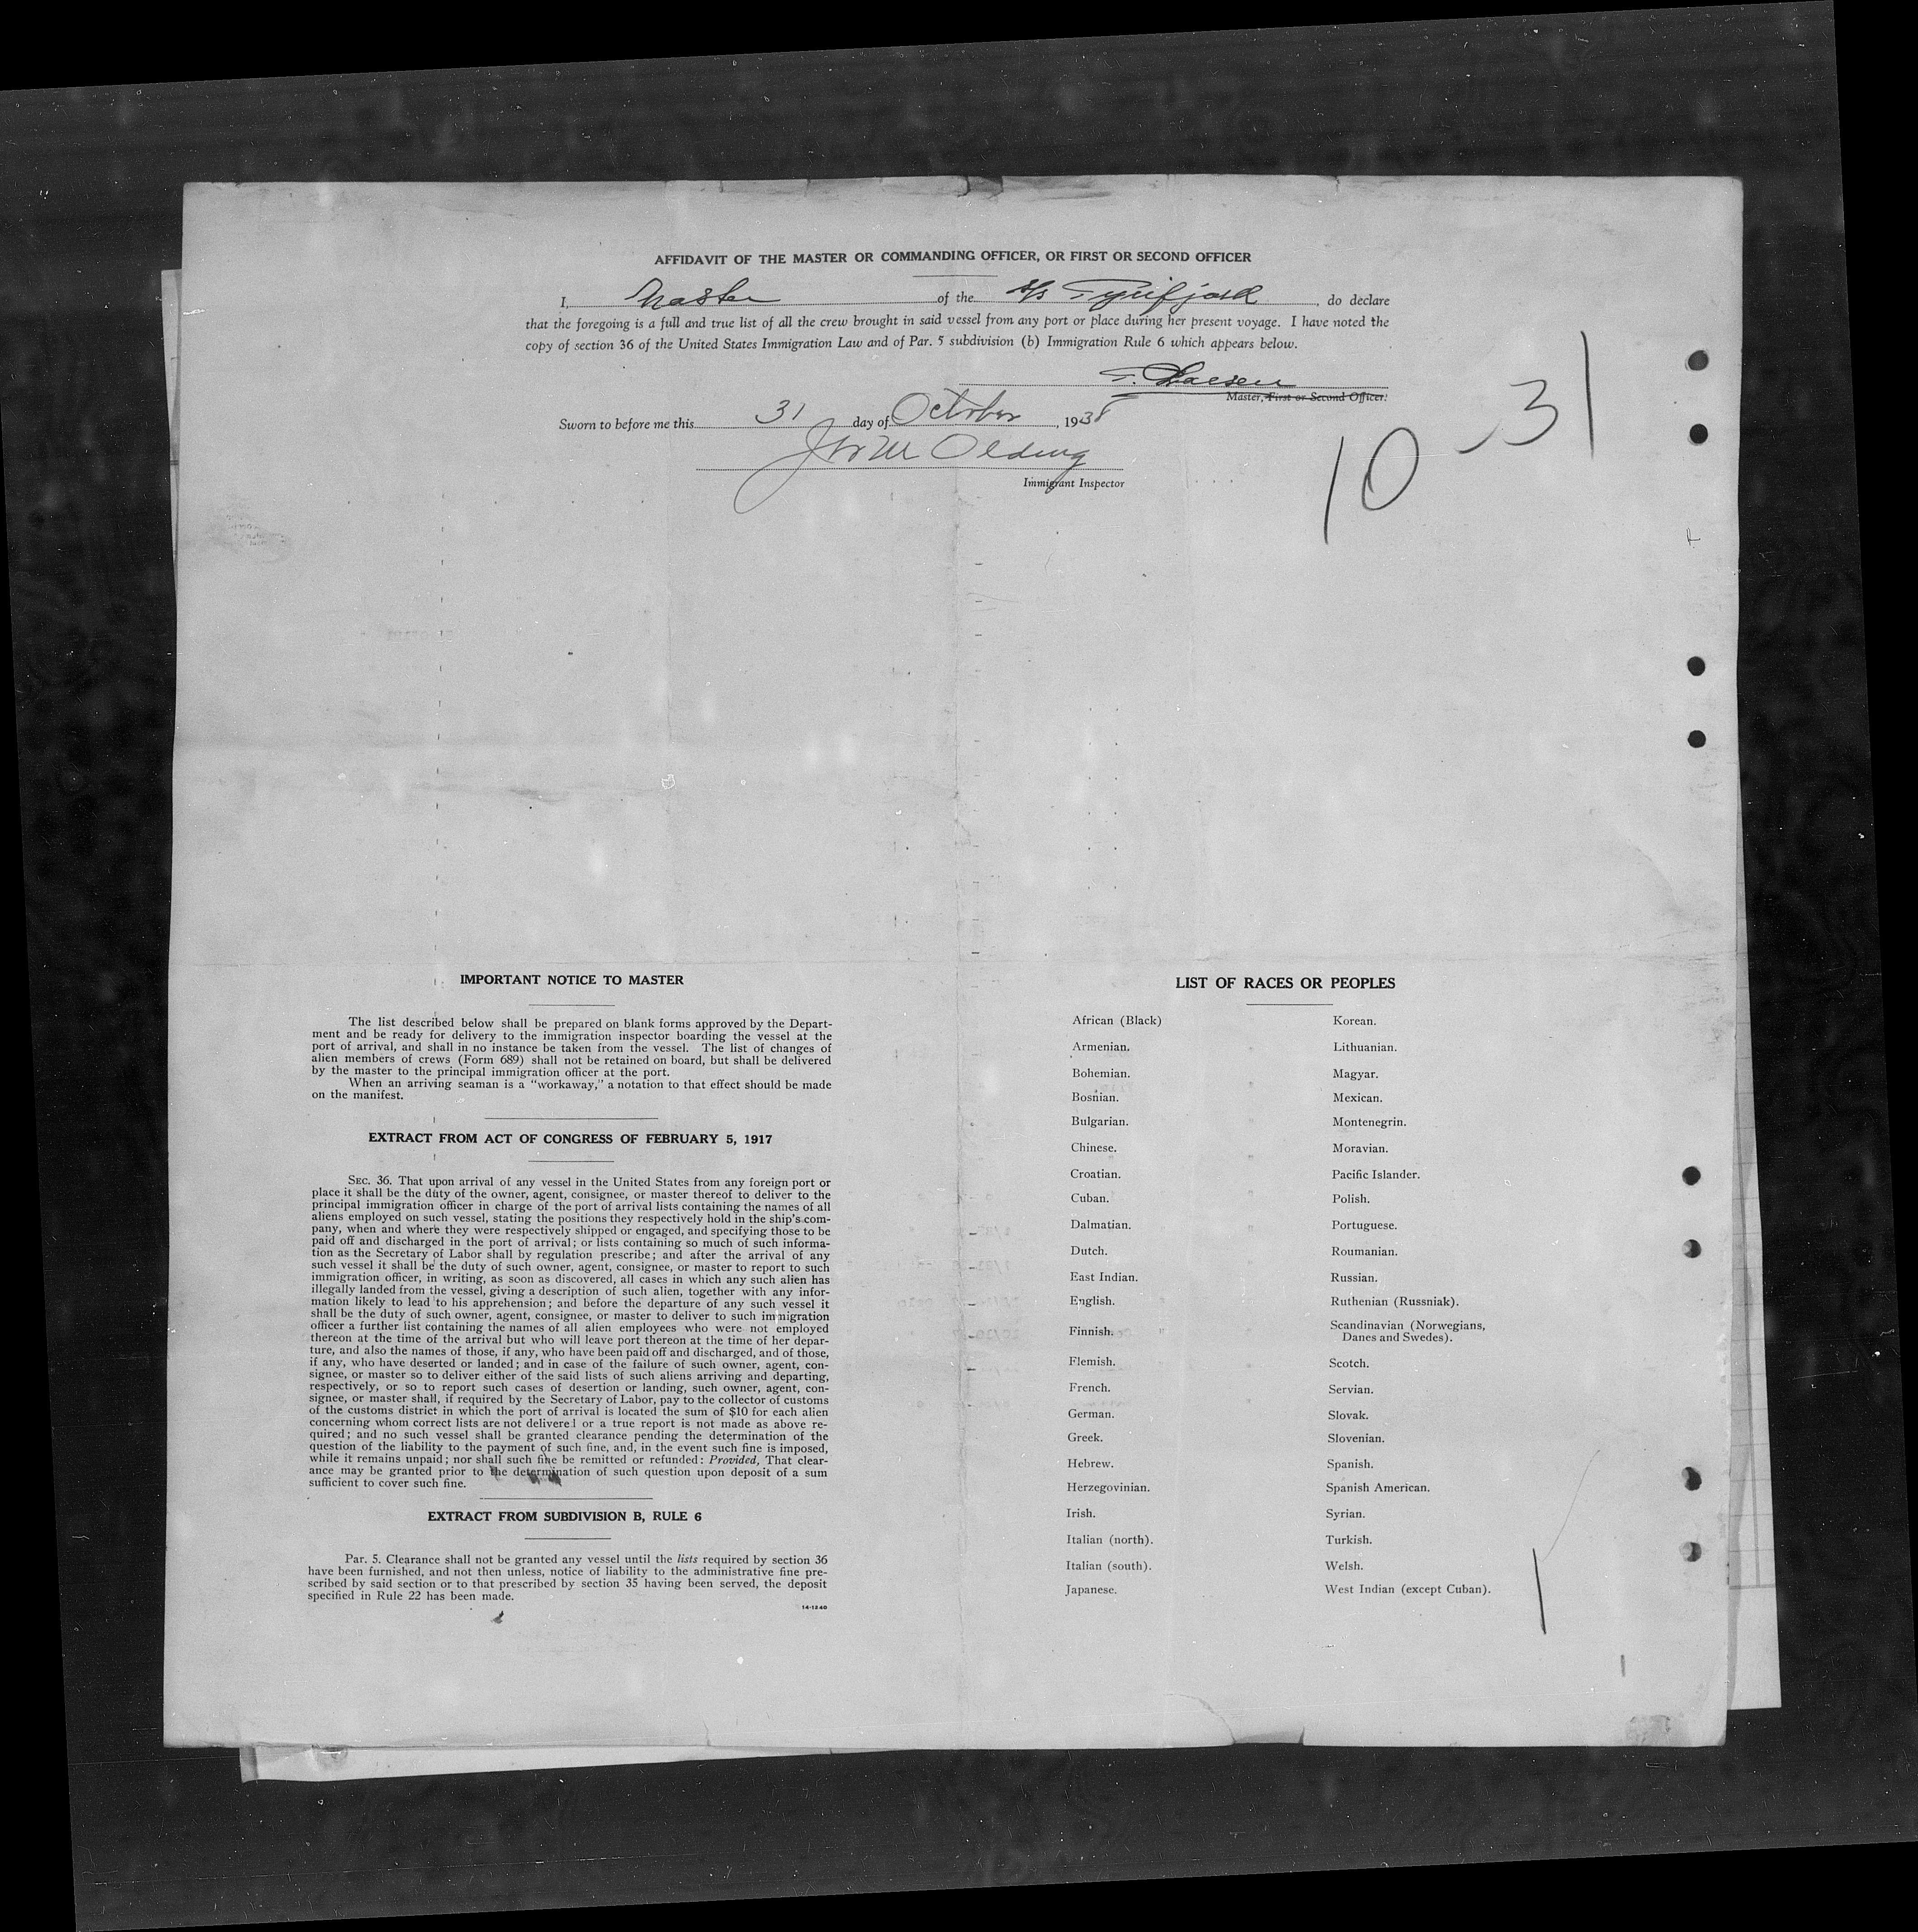 AFFIDAVIT OF THE MASTER OR COMMANDING OFFICER, OR FIRST OR SECOND OFFICER
I, Master of the s/s Tyrifjord, do declare
that the foregoing is a full and true list of all the crew brought in said vessel from any port or place during her present voyage. I have noted the
copy of section 36 of the United States Immigration Law and of Par. 5 subdivision (b) Immigration Rule 6 which appears below.
Master, First or Second Officer.
Sworn to before me this 31 day of October, 1938
Olding
Immigrant Inspector
10-31
IMPORTANT NOTICE TO MASTER
The list described below shall be prepared on blank forms approved by the Depart-
ment and be ready for delivery to the immigration inspector boarding the vessel at the
port of arrival, and shall in no instance be taken from the vessel. The list of changes of
alien members of crews (Form 689) shall not be retained on board, but shall be delivered
by the master to the principal immigration officer at the port.
When an arriving seaman is a "workaway," a notation to that effect should be made
on the manifest.
EXTRACT FROM ACT OF CONGRESS OF FEBRUARY 5, 1917
SEC. 36. That upon arrival of any vessel in the United States from any foreign port or
place it shall be the duty of the owner, agent, consignee, or master thereof to deliver to the
principal immigration officer in charge of the port of arrival lists containing the names of all
aliens employed on such vessel, stating the positions they respectively hold in the ship's com-
pany, when and where they were respectively shipped or engaged, and specifying those to be
paid off and discharged in the port of arrival; or lists containing so much of such informa-
tion as the Secretary of Labor shall by regulation prescribe; and after the arrival of any
such vessel it shall be the duty of such owner, agent, consignee, or master to report to such
immigration officer, in writing, as soon as discovered, all cases in which any such alien has
illegally landed from the vessel, giving a description of such alien, together with any infor-
mation likely to lead to his apprehension; and before the departure of any such vessel it
shall be the duty of such owner, agent, consignee, or master to deliver to such immigration
officer a further list containing the names of all alien employees who were not employed
thereon at the time of the arrival but who will leave port thereon at the time of her depar-
ture, and also the names of those, if any, who have been paid off and discharged, and of those,
if any, who have deserted or landed; and in case of the failure of such owner, agent, con-
signee, or master so to deliver either of the said lists of such aliens arriving and departing,
respectively, or so to report such cases of desertion or landing, such owner, agent, con-
signee, or master shall, if required by the Secretary of Labor, pay to the collector of customs
of the customs district in which the port of arrival is located the sum of $10 for each alien
concerning whom correct lists are not delivered or a true report is not made as above re-
quired; and no such vessel shall be granted clearance pending the determination of the
question of the liability to the payment of such fine, and, in the event such fine is imposed,
while it remains unpaid; nor shall such fine be remitted or refunded: Provided, That clear-
ance may be granted prior to the determination of such question upon deposit of a sum
sufficient to cover such fine.
EXTRACT FROM SUBDIVISION B, RULE 6
Par. 5. Clearance shall not be granted any vessel until the lists required by section 36
have been furnished, and not then unless, notice of liability to the administrative fine pre-
scribed by said section or to that prescribed by section 35 having been served, the deposit
specified in Rule 22 has been made.
14-1240
LIST OF RACES OR PEOPLES
African (Black)
Armenian.
Bohemian.
Bosnian.
Bulgarian.
Chinese.
Croatian.
Cuban.
Dalmatian.
Dutch.
East Indian.
English.
Finnish.
Flemish.
French.
German.
Greek.
Hebrew.
Herzegovinian.
Irish.
Italian (north).
Italian (south).
Japanese.
Korean.
Lithuanian.
Magyar.
Mexican.
Montenegrin.
Moravian.
Pacific Islander.
Polish.
Portuguese.
Roumanian.
Russian.
Ruthenian (Russniak).
Scandinavian (Norwegians,
Danes and Swedes).
Scotch.
Servian.
Slovak.
Slovenian.
Spanish.
Spanish American.
Syrian.
Turkish.
Welsh.
West Indian (except Cuban).